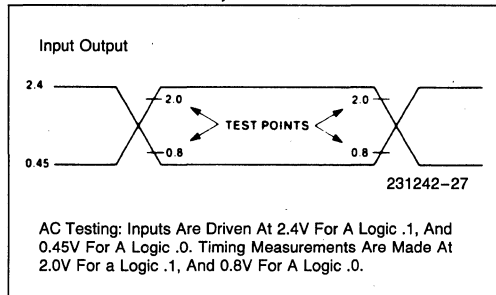 Input Output
2.4
2.0
2.0
TEST POINTS
0.8
0.8
0.45
231242-27
AC Testing: Inputs Are Driven At 2.4V For A Logic .1, And
0.45V For A Logic .0. Timing Measurements Are Made At
2.0V For a Logic .1, And 0.8V For A Logic .0.